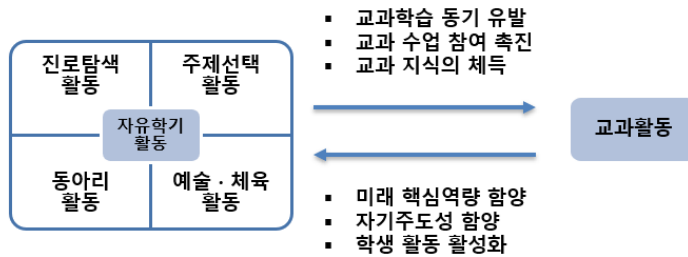 ▪ 교과학습 동기 유발
▪ 교과 수업 참여 촉진
▪ 교과 지식의 체득
진로탐색
활동
주제선택
활동
자유학기
활동
동아리
활동
예술 · 체육
활동
교과활동
▪ 미래 핵심역량 함양
▪ 자기주도성 함양
▪ 학생 활동 활성화